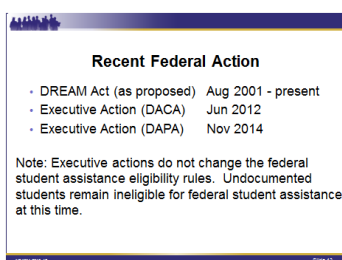 Recent Federal Action
• DREAM Act (as proposed) Aug 2001 - present
• Executive Action (DACA) Jun 2012
• Executive Action (DAPA) Nov 2014
Note: Executive actions do not change the federal
student assistance eligibility rules. Undocumented
students remain ineligible for federal student assistance
at this time.